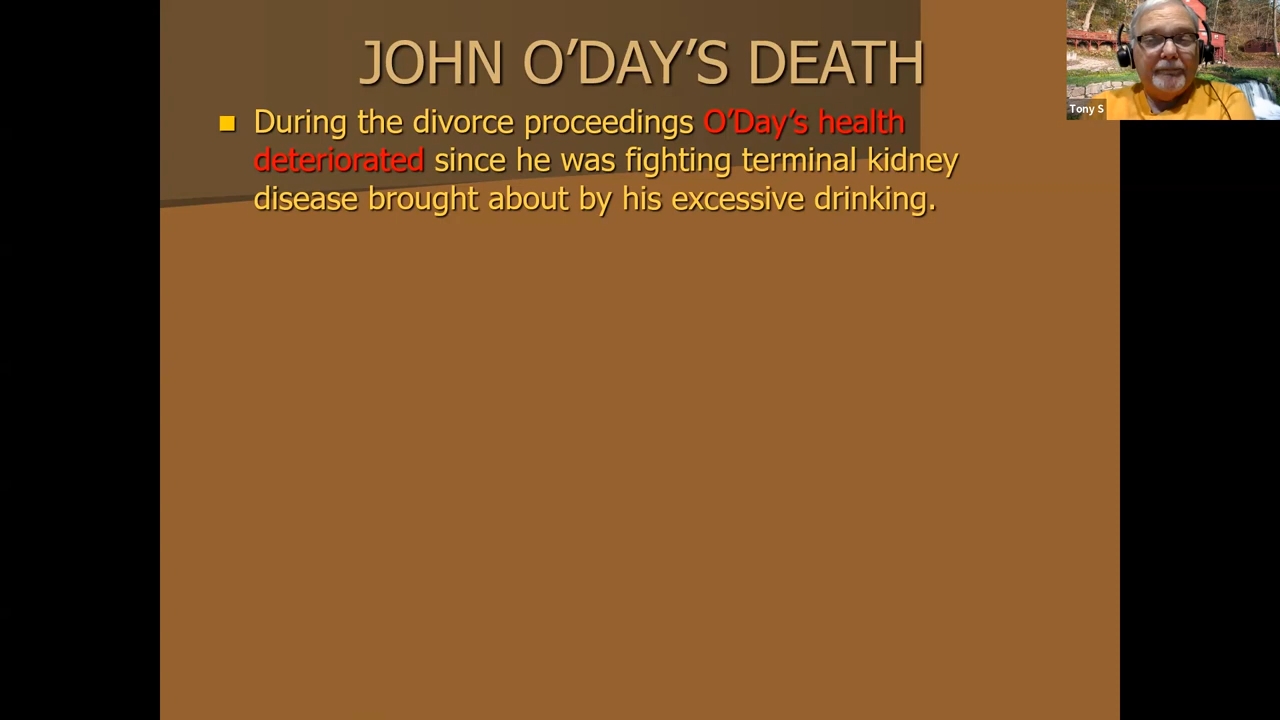 JOHN O’DAY’S DEATH
During the divorce proceedings O’Day’s health
deteriorated since he was fighting terminal kidney
disease brought about by his excessive drinking.
Tony S